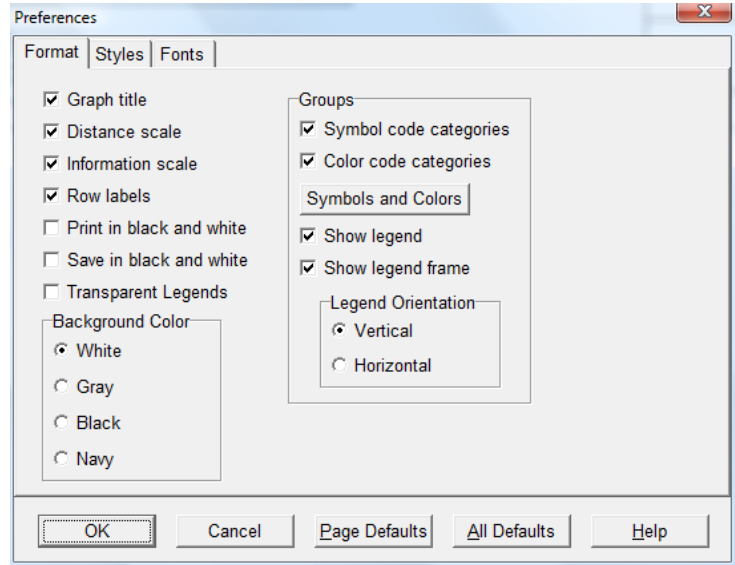 Preferences
Format Styles Fonts
Graph title
Distance scale
Information scale
Row labels
Print in black and white
Save in black and white
Transparent Legends
Background Color
White
Gray
Black
Navy
Groups
Symbol code categories
Color code categories
Symbols and Colors
Show legend
Show legend frame
Legend Orientation
Vertical
Horizontal
OK Cancel Page Defaults All Defaults Help